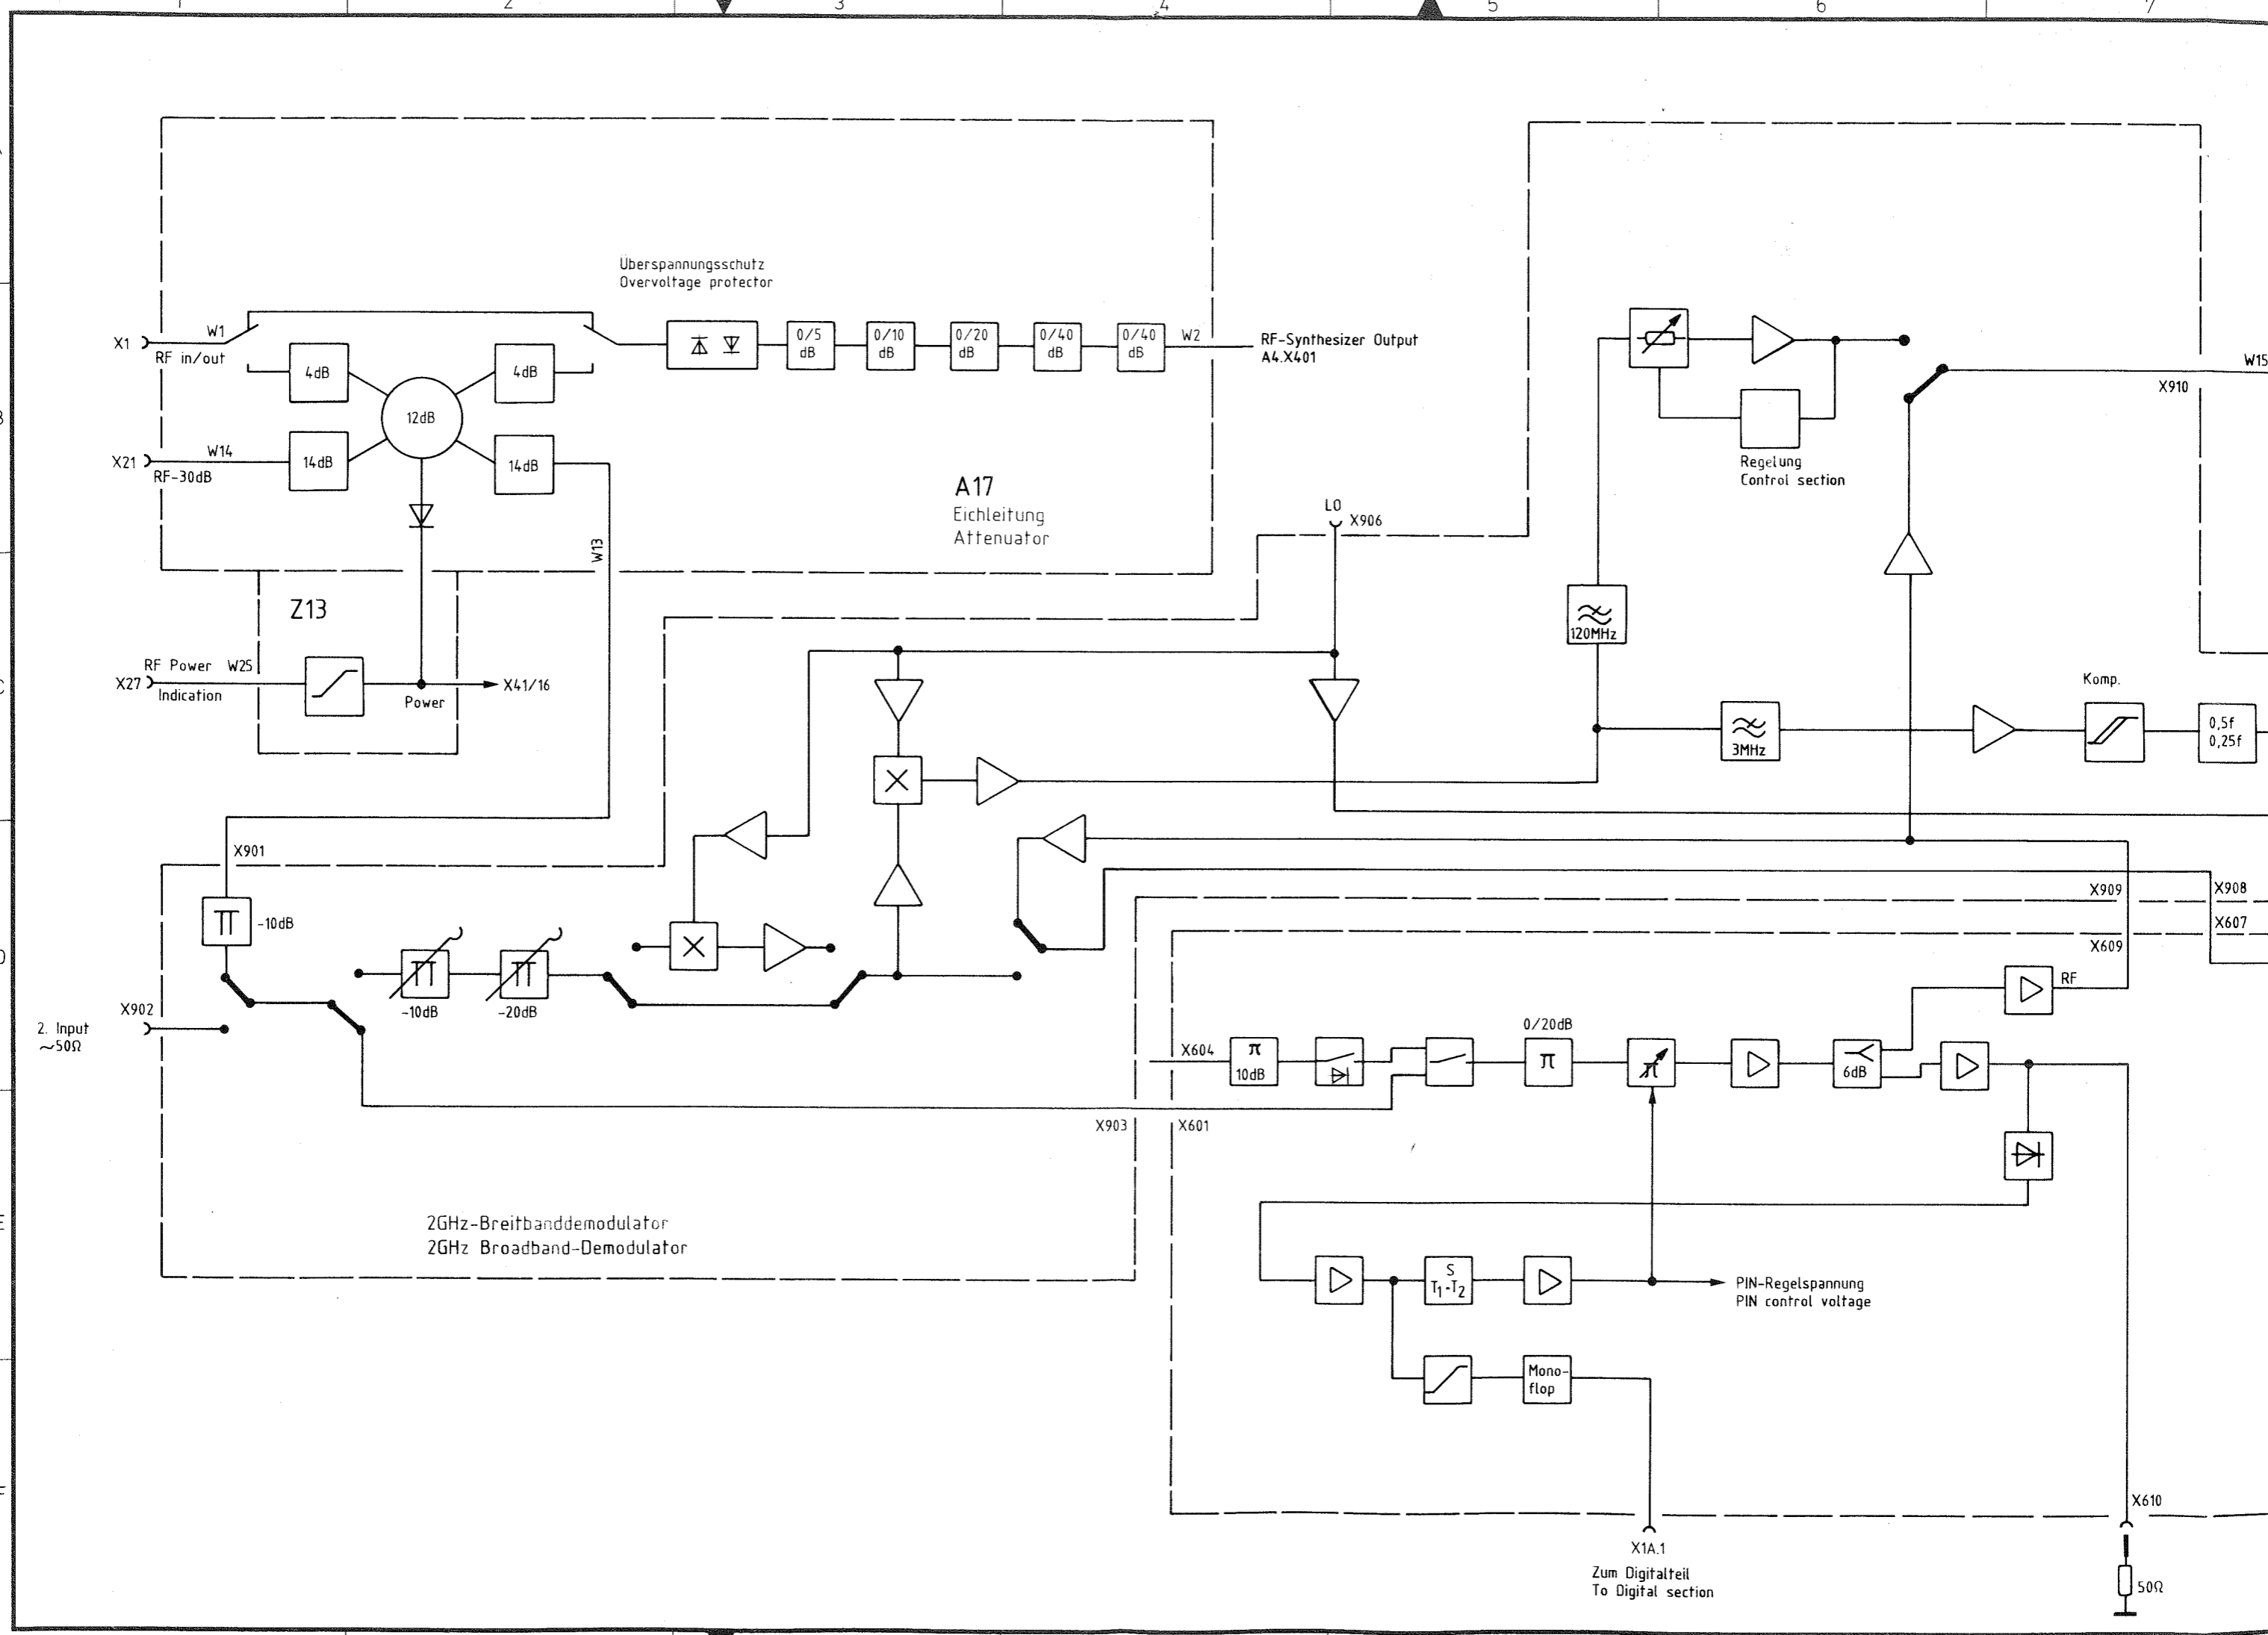 2
3
4
5
6
7
Überspannungsschutz
Overvoltage protector
X1
W1
RF in/out
4dB
4dB
12dB
0/5
dB
0/10
dB
0/20
dB
0/40
dB
0/40
dB
W2
RF-Synthesizer Output
A4.X401
X21
W14
RF-30dB
14dB
14dB
A17
Eichleitung
Attenuator
W13
Z13
RF Power W25
X27
Indication
Power
X41/16
LO
X906
W15
X910
Regelung
Control section
120MHz
3MHz
Komp.
0,5f
0,25f
X901
-10dB
X902
2. Input
~50Ω
-10dB
-20dB
X909
X908
X607
X609
RF
X604
π
10dB
0/20dB
π
6dB
X903
X601
2GHz-Breitbanddemodulator
2GHz Broadband-Demodulator
S
T1-T2
PIN-Regelspannung
PIN control voltage
Mono-
flop
X610
X1A.1
Zum Digitalteil
To Digital section
50Ω